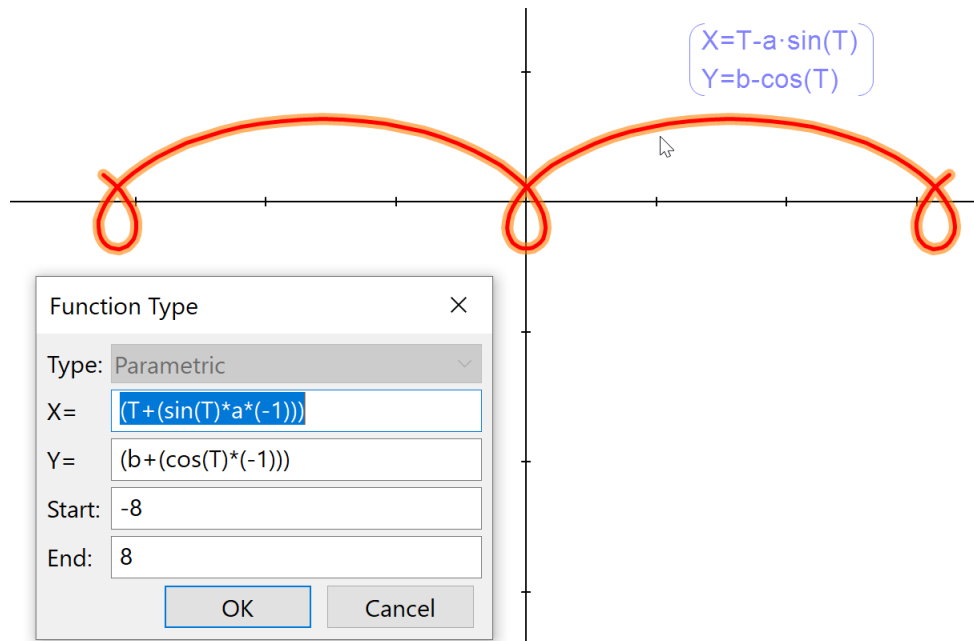 X=T-a·sin(T)
Y=b-cos(T)
Function Type
Type: Parametric
X= (T+(sin(T)*a*(-1)))
Y= (b+(cos(T)*(-1)))
Start: -8
End: 8
OK Cancel